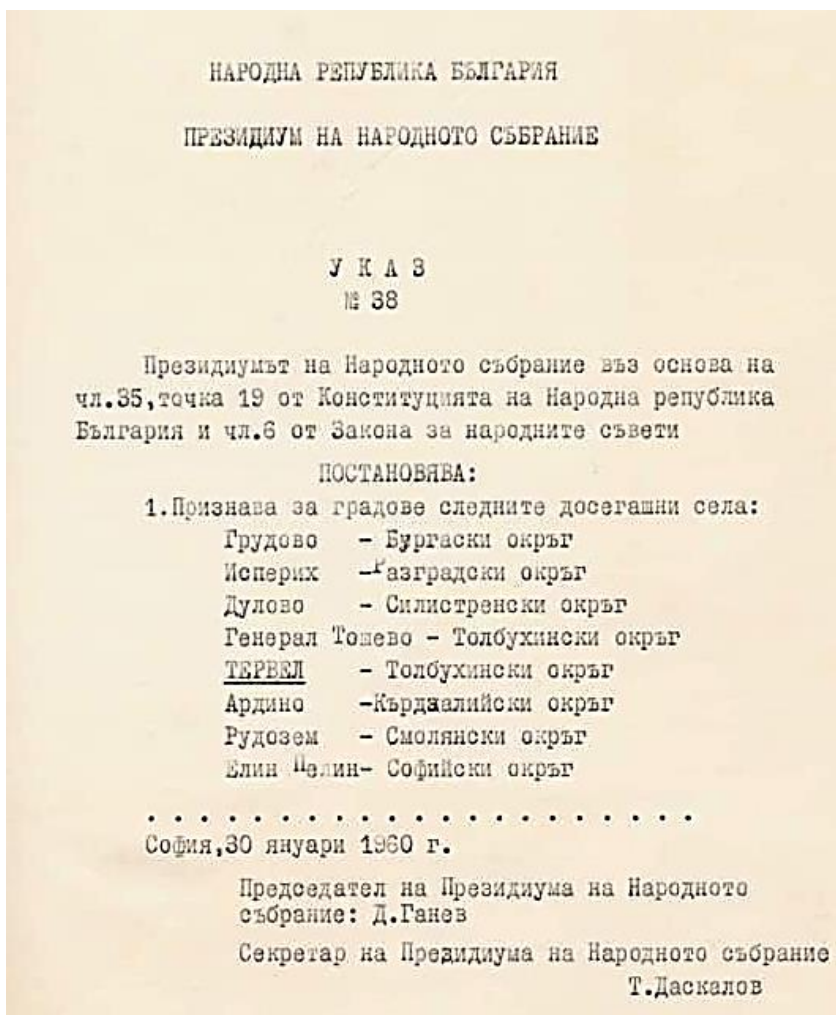 НАРОДНА РЕПУБЛИКА БЪЛГАРИЯ
ПРЕЗИДИУМ НА НАРОДНОТО СЪБРАНИЕ
У К А З
№ 38
Президиумът на Народното събрание въз основа на
чл.35,точка 19 от Конституцията на Народна република
България и чл.6 от Закона за народните съвети
ПОСТАНОВЯВА:
1.Признава за градове следните досегашни села:
Грудово - Бургаски окръг
Исперих -Разградски окръг
Дулово - Силистренски окръг
Генерал Тошево - Толбухински окръг
ТЕРВЕЛ - Толбухински окръг
Ардино -Кърджалийски окръг
Рудозем - Смолянски окръг
Елин Пелин- Софийски окръг
. . . . . . . . . . . . . . . . . . . . . . .
София,30 януари 1960 г.
Председател на Президиума на Народното
събрание: Д.Ганев
Секретар на Президиума на Народното събрание
Т.Даскалов